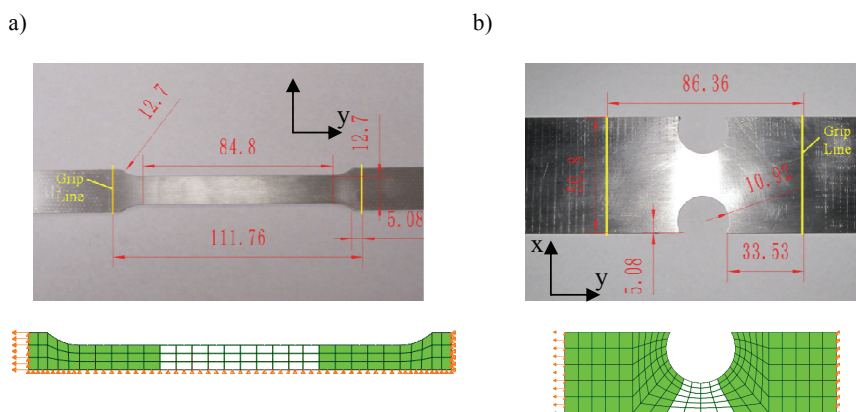 a)
b)
12.7
84.8
y
12.7
Grip
Line
5.08
111.76
86.36
Grip
Line
10.92
x
y
5.08
33.53